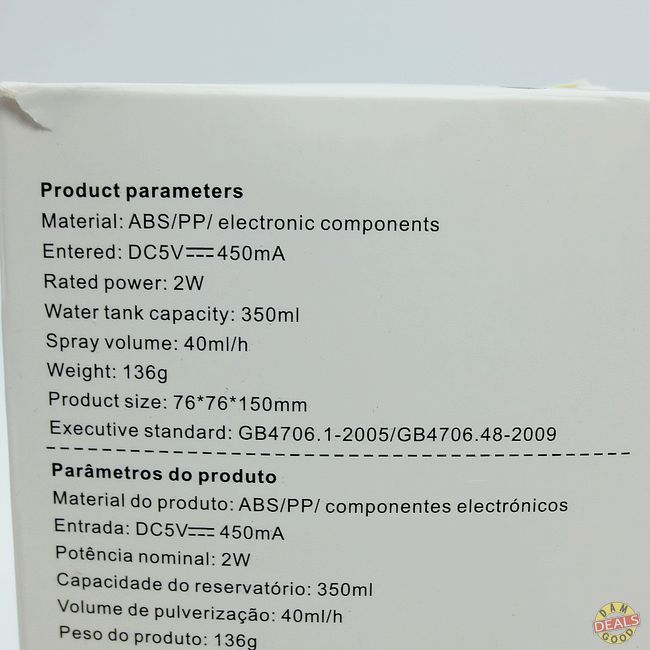 Product parameters
Material: ABS/PP/ electronic components
Entered: DC5V⎓450mA
Rated power: 2W
Water tank capacity: 350ml
Spray volume: 40ml/h
Weight: 136g
Product size: 76*76*150mm
Executive standard: GB4706.1-2005/GB4706.48-2009
Parâmetros do produto
Material do produto: ABS/PP/ componentes electrónicos
Entrada: DC5V⎓450mA
Potência nominal: 2W
Capacidade do reservatório: 350ml
Volume de pulverização: 40ml/h
Peso do produto: 136g
DAM
DEALS
GOOD